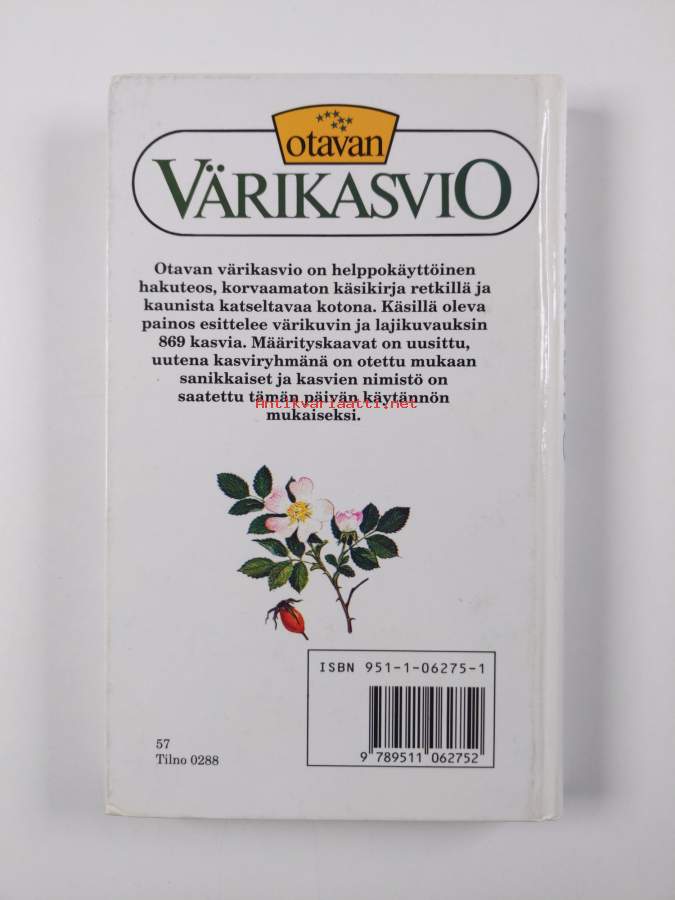 otavan
VÄRIKASVIO
Otavan värikasvio on helppokäyttöinen
hakuteos, korvaamaton käsikirja retkillä ja
kaunista katseltavaa kotona. Käsillä oleva
painos esittelee värikuvin ja lajikuvauksin
869 kasvia. Määrityskaavat on uusittu,
uutena kasviryhmänä on otettu mukaan
sanikkaiset ja kasvien nimistö on
saatettu tämän päivän käytännön
Antikvariaatti.net
mukaiseksi.
ISBN 951-1-06275-1
9 789511 062752
57
Tilno 0288